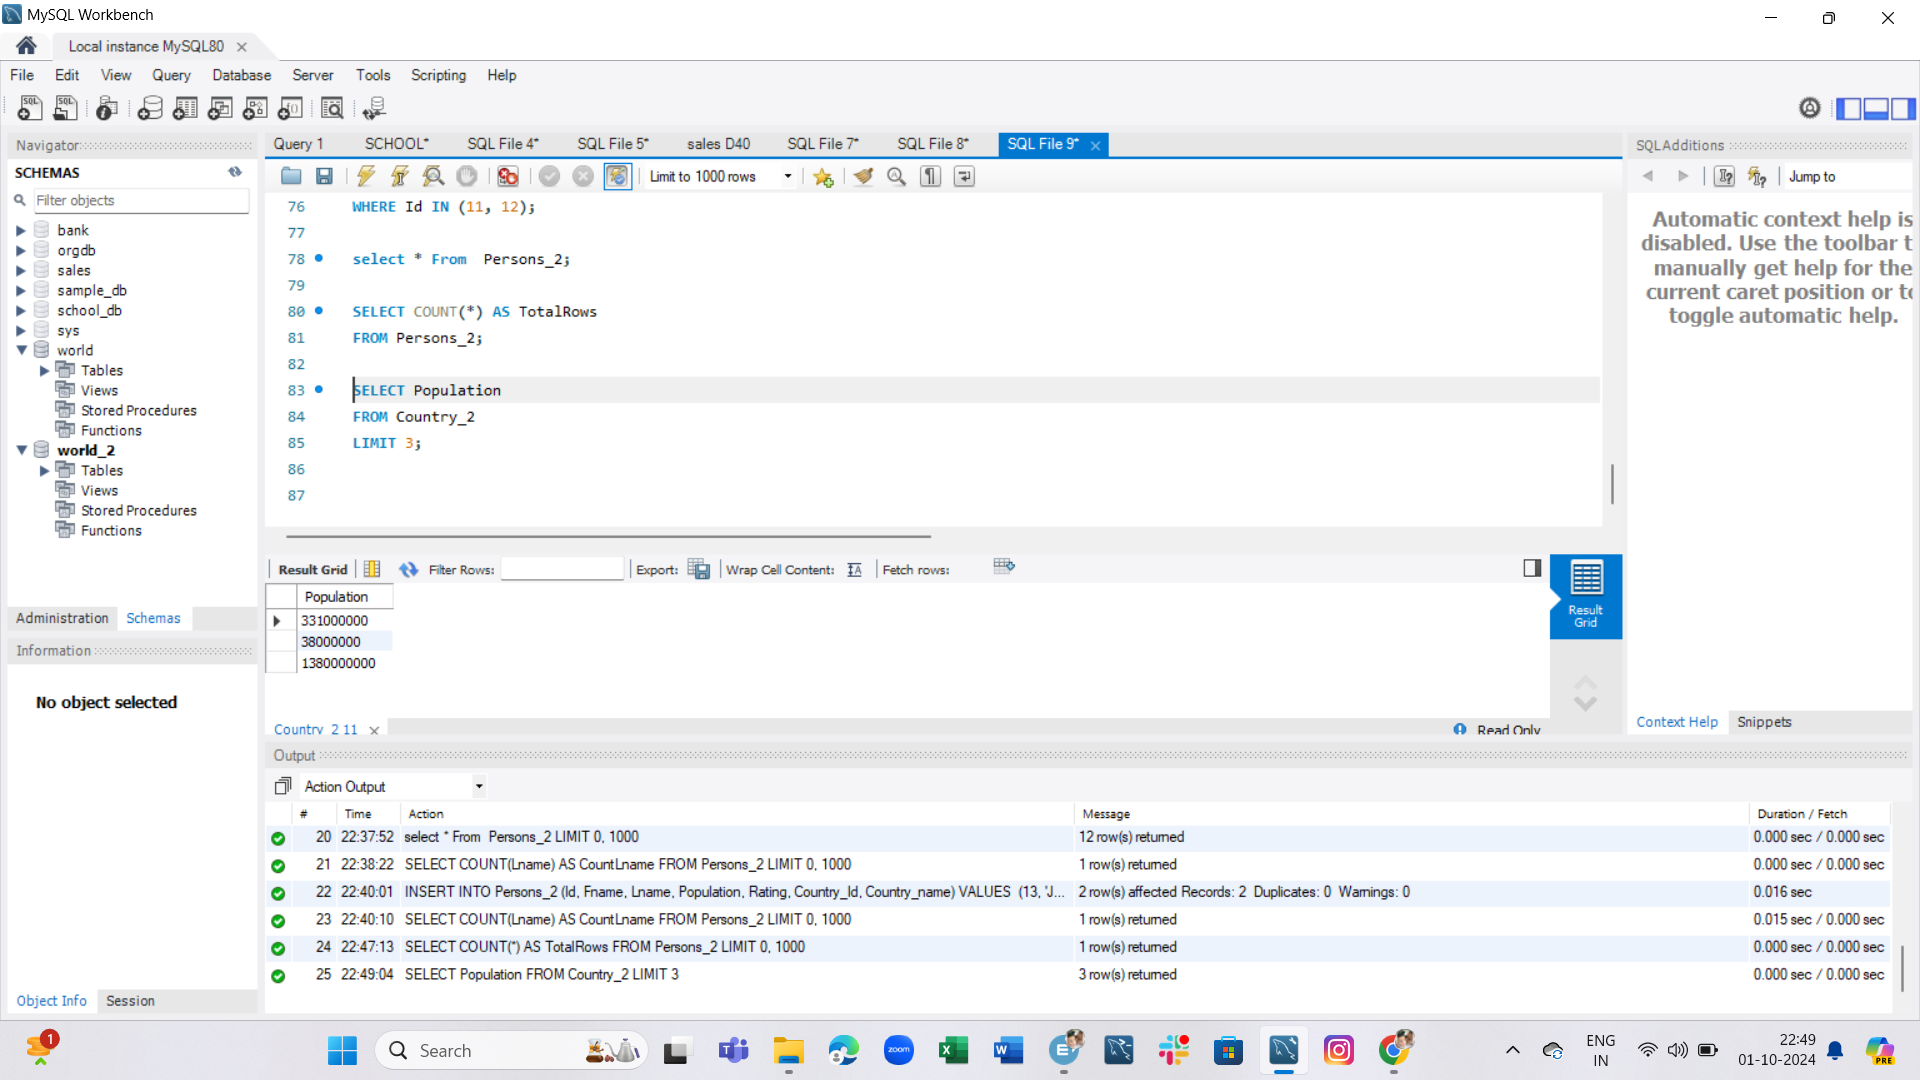 MySQL Workbench
Local instance MySQL80
File Edit View Query Database Server Tools Scripting Help
Navigator
SCHEMAS
Filter objects
bank
orgdb
sales
sample_db
school_db
sys
world
Tables
Views
Stored Procedures
Functions
world_2
Tables
Views
Stored Procedures
Functions
Administration Schemas
Information
No object selected
Object Info Session
Query 1 SCHOOL* SQL File 4* SQL File 5* sales D40 SQL File 7* SQL File 8* SQL File 9*
Limit to 1000 rows
76 WHERE Id IN (11, 12);
77
78 select * From  Persons_2;
79
80 SELECT COUNT(*) AS TotalRows
81 FROM Persons_2;
82
83 SELECT Population
84 FROM Country_2
85 LIMIT 3;
86
87
Result Grid Filter Rows: Export: Wrap Cell Content: Fetch rows:
Population
331000000
38000000
1380000000
Result
Grid
Country_2 11 Read Only
SQLAdditions
Jump to
Automatic context help is
disabled. Use the toolbar t
manually get help for the
current caret position or to
toggle automatic help.
Context Help Snippets
Output
Action Output
# Time Action Message Duration / Fetch
20 22:37:52 select * From  Persons_2 LIMIT 0, 1000 12 row(s) returned 0.000 sec / 0.000 sec
21 22:38:22 SELECT COUNT(Lname) AS CountLname FROM Persons_2 LIMIT 0, 1000 1 row(s) returned 0.000 sec / 0.000 sec
22 22:40:01 INSERT INTO Persons_2 (Id, Fname, Lname, Population, Rating, Country_Id, Country_name) VALUES  (13, 'J... 2 row(s) affected Records: 2  Duplicates: 0  Warnings: 0 0.016 sec
23 22:40:10 SELECT COUNT(Lname) AS CountLname FROM Persons_2 LIMIT 0, 1000 1 row(s) returned 0.015 sec / 0.000 sec
24 22:47:13 SELECT COUNT(*) AS TotalRows FROM Persons_2 LIMIT 0, 1000 1 row(s) returned 0.000 sec / 0.000 sec
25 22:49:04 SELECT Population FROM Country_2 LIMIT 3 3 row(s) returned 0.000 sec / 0.000 sec
1
Search
zoom
ENG
IN
22:49
01-10-2024
PRE